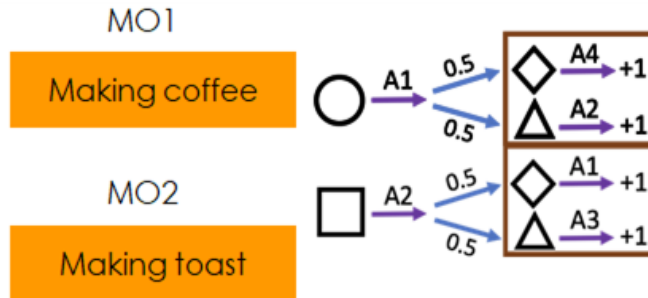 MO1
Making coffee
A1
0.5
0.5
A4 +1
A2 +1
MO2
Making toast
A2
0.5
0.5
A1 +1
A3 +1